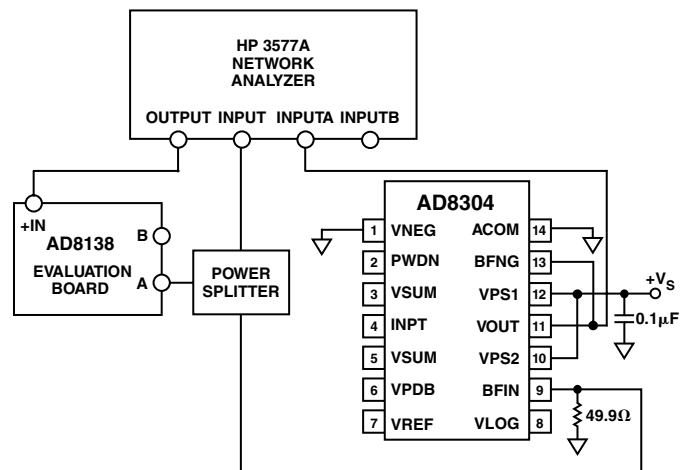 HP 3577A
NETWORK
ANALYZER
OUTPUT INPUT INPUTA INPUTB
+IN
AD8138
EVALUATION
BOARD
B
A
POWER
SPLITTER
AD8304
1 VNEG ACOM 14
2 PWDN BFNG 13
3 VSUM VPS1 12
4 INPT VOUT 11
5 VSUM VPS2 10
6 VPDB BFIN 9
7 VREF VLOG 8
+VS
0.1µF
49.9Ω